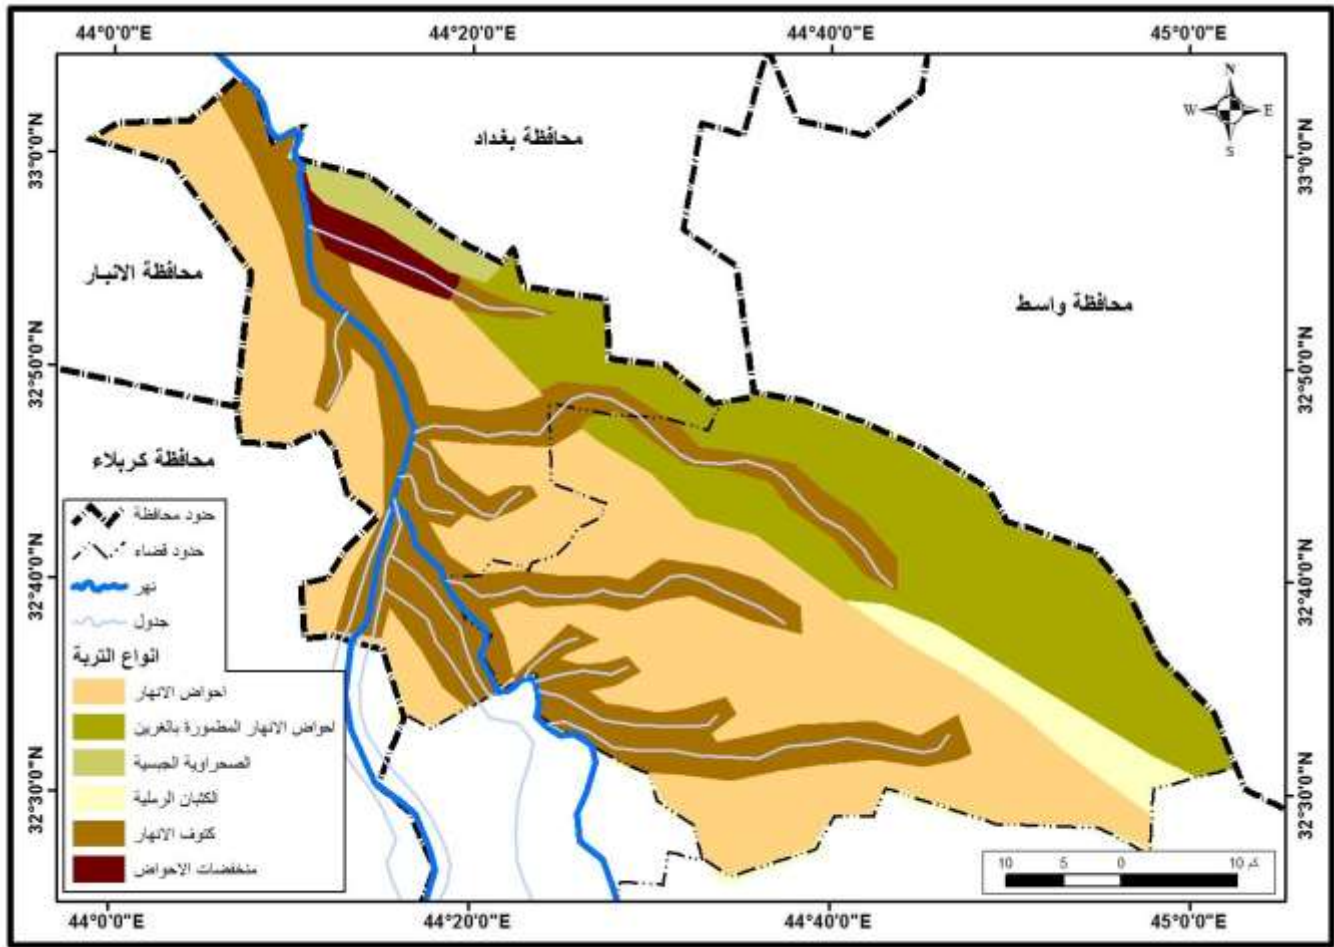 44°0'0"E 44°20'0"E 44°40'0"E 45°0'0"E
N
W E
S
محافظة بغداد
33°0'0"N 33°0'0"N
محافظة الانبار
محافظة واسط
32°50'0"N 32°50'0"N
محافظة كربلاء
حدود محافظة
حدود قضاء
32°40'0"N 32°40'0"N
نهر
جدول
انواع التربة
احواض الانهار
احواض الانهار المطمورة بالغرين
الصحراوية الجبسية
32°30'0"N 32°30'0"N
الكثبان الرملية
كتوف الانهار
منخفضات الاحواض
10 5 0 10 كم
44°0'0"E 44°20'0"E 44°40'0"E 45°0'0"E